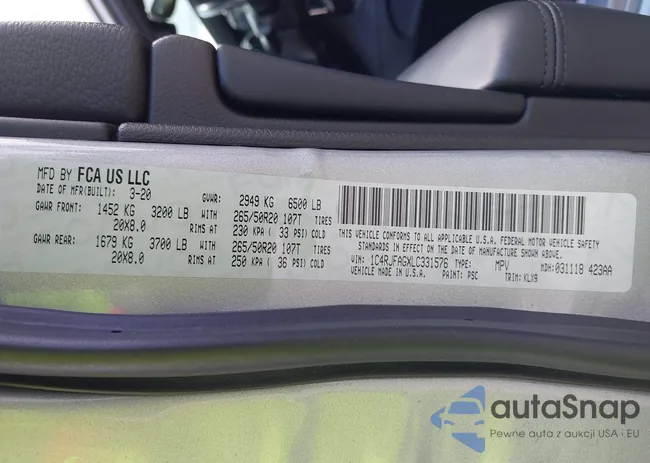 MFD BY FCA US LLC
DATE OF MFR(BUILT): 3-20 GVWR: 2949 KG 6500 LB
GAWR FRONT: 1452 KG 3200 LB WITH 265/50R20 107T TIRES
20X8.0 RIMS AT 230 KPA ( 33 PSI) COLD
GAWR REAR: 1679 KG 3700 LB WITH 265/50R20 107T TIRES
20X8.0 RIMS AT 250 KPA ( 36 PSI) COLD
THIS VEHICLE CONFORMS TO ALL APPLICABLE U.S.A. FEDERAL MOTOR VEHICLE SAFETY
STANDARDS IN EFFECT ON THE DATE OF MANUFACTURE SHOWN ABOVE.
VIN: 1C4RJFAGXLC331576 TYPE: MPV MDH: 031118 423AA
VEHICLE MADE IN U.S.A. PAINT: PSC TRIM: KLX9
autaSnap
Pewne auta z aukcji USA i EU